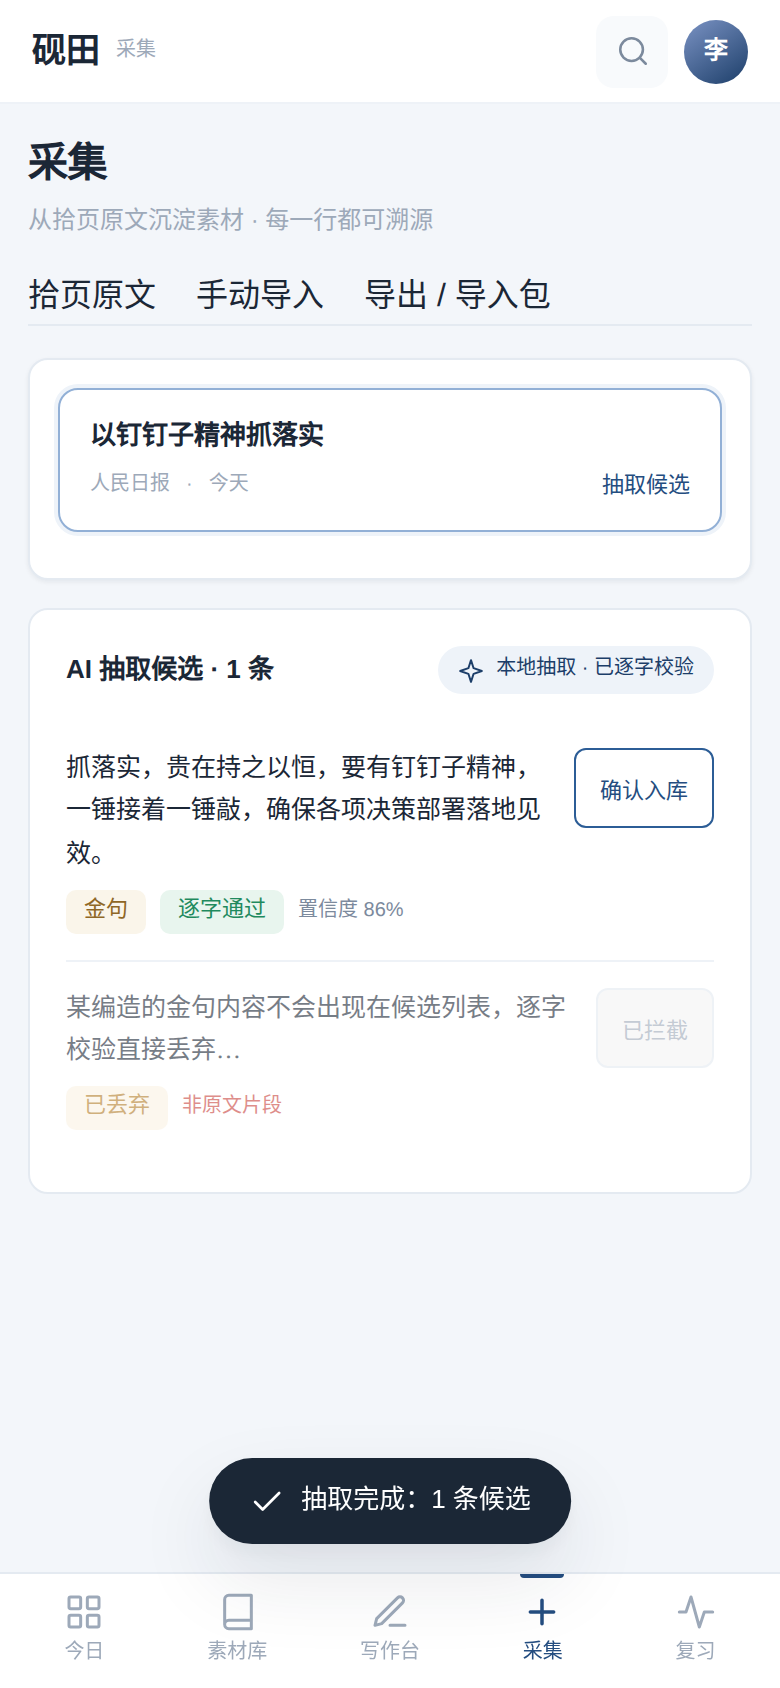 砚田 采集 李
采集
从拾页原文沉淀素材 · 每一行都可溯源
拾页原文 手动导入 导出 / 导入包
以钉钉子精神抓落实
人民日报 · 今天 抽取候选
AI 抽取候选 · 1 条 本地抽取 · 已逐字校验
抓落实，贵在持之以恒，要有钉钉子精神，
一锤接着一锤敲，确保各项决策部署落地见
效。
确认入库
金句 逐字通过 置信度 86%
某编造的金句内容不会出现在候选列表，逐字
校验直接丢弃…
已拦截
已丢弃 非原文片段
抽取完成：1 条候选
今日 素材库 写作台 采集 复习